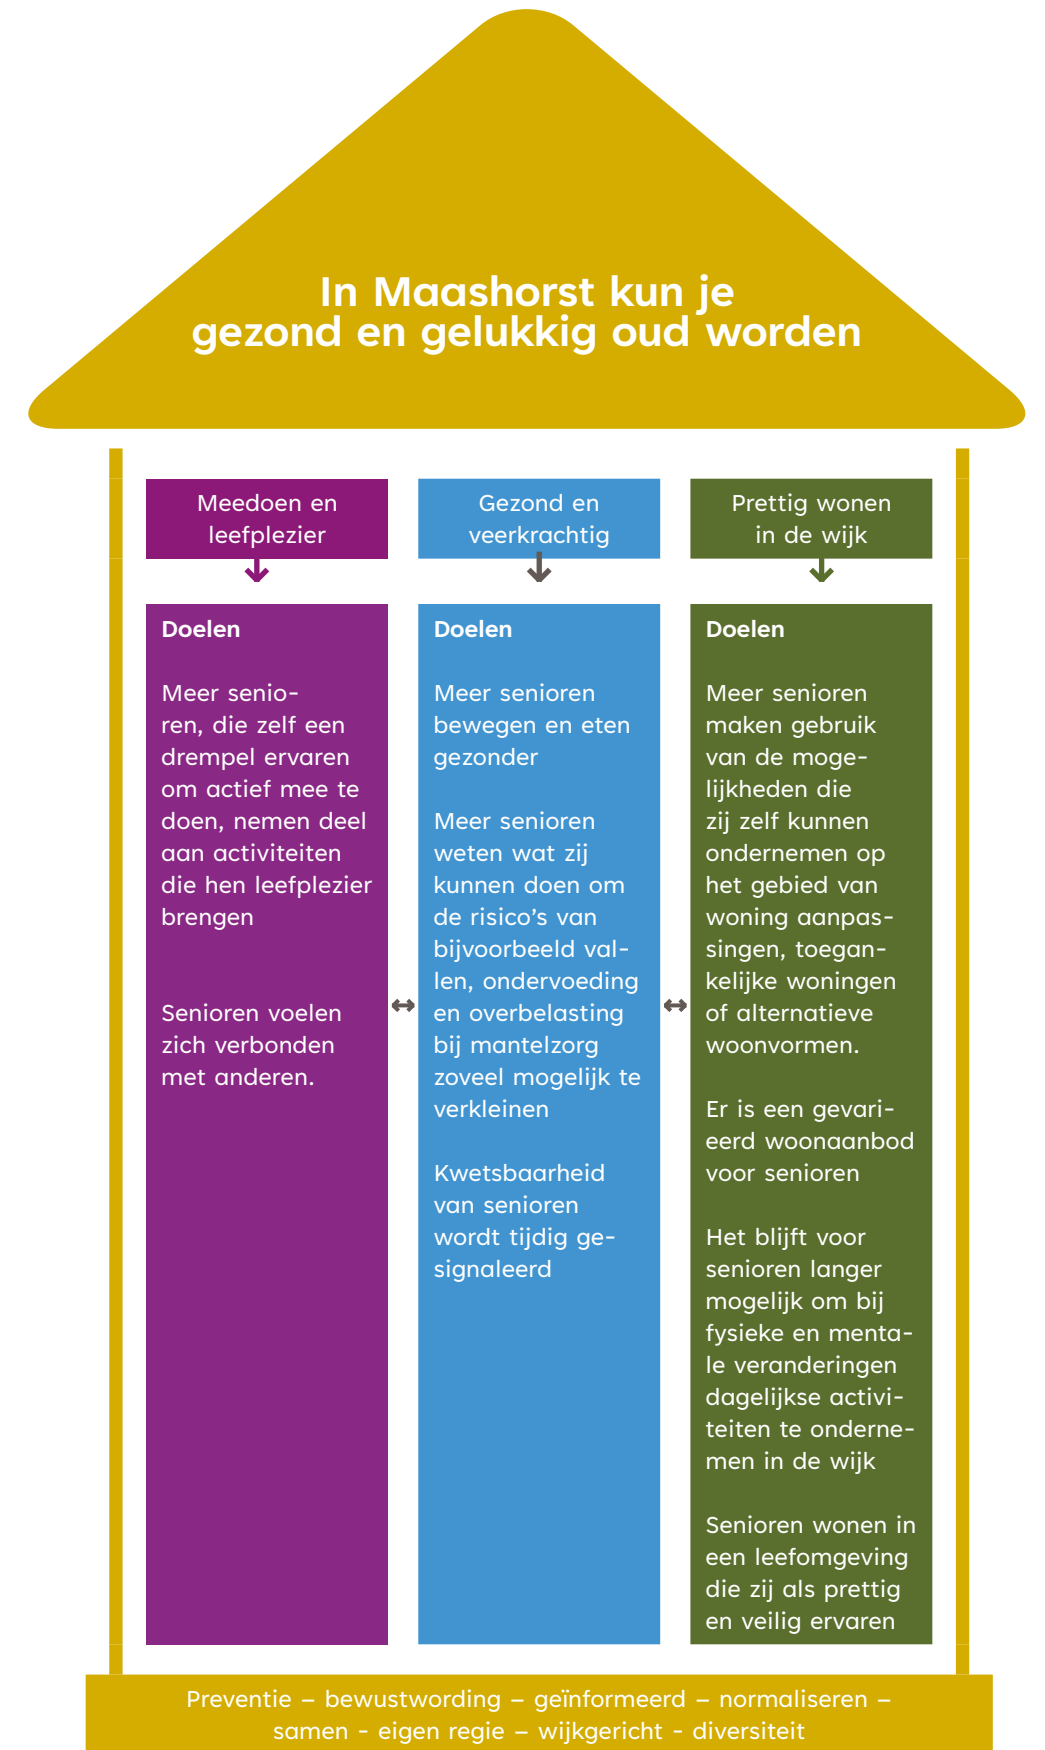 In Maashorst kun je
gezond en gelukkig oud worden
Meedoen en
leefplezier
Doelen
Meer senio-
ren, die zelf een
drempel ervaren
om actief mee te
doen, nemen deel
aan activiteiten
die hen leefplezier
brengen
Senioren voelen
zich verbonden
met anderen.
Gezond en
veerkrachtig
Doelen
Meer senioren
bewegen en eten
gezonder
Meer senioren
weten wat zij
kunnen doen om
de risico’s van
bijvoorbeeld val-
len, ondervoeding
en overbelasting
bij mantelzorg
zoveel mogelijk te
verkleinen
Kwetsbaarheid
van senioren
wordt tijdig ge-
signaleerd
Prettig wonen
in de wijk
Doelen
Meer senioren
maken gebruik
van de moge-
lijkheden die
zij zelf kunnen
ondernemen op
het gebied van
woning aanpas-
singen, toegan-
kelijke woningen
of alternatieve
woonvormen.
Er is een gevari-
eerd woonaanbod
voor senioren
Het blijft voor
senioren langer
mogelijk om bij
fysieke en menta-
le veranderingen
dagelijkse activi-
teiten te onderne-
men in de wijk
Senioren wonen in
een leefomgeving
die zij als prettig
en veilig ervaren
Preventie – bewustwording – geïnformeerd – normaliseren –
samen - eigen regie – wijkgericht - diversiteit